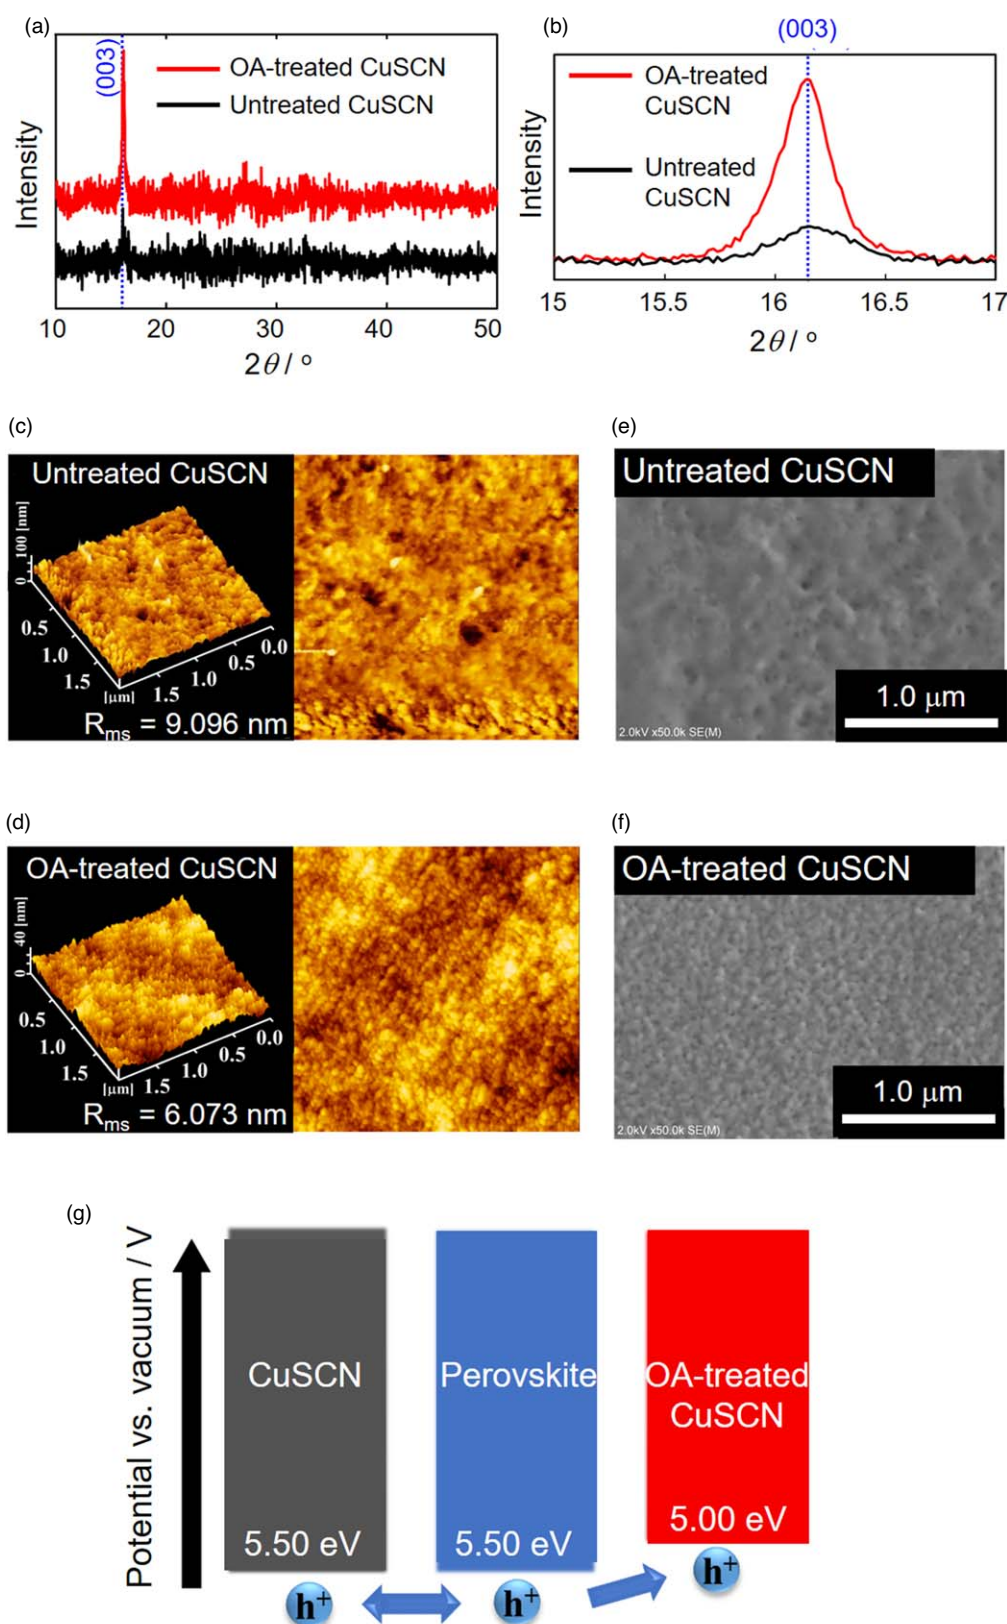 (a)
(003)
OA-treated CuSCN
Untreated CuSCN
Intensity
10 20 30 40 50
2θ / °
(b)
(003)
OA-treated
CuSCN
Untreated
CuSCN
Intensity
15 15.5 16 16.5 17
2θ / °
(c)
Untreated CuSCN
0 100 [nm]
0.5
1.0
1.5
[μm]
1.5
1.0
0.5
0.0
Rms = 9.096 nm
(e)
Untreated CuSCN
1.0 μm
2.0kV x50.0k SE(M)
(d)
OA-treated CuSCN
0 40 [nm]
0.5
1.0
1.5
[μm]
1.5
1.0
0.5
0.0
Rms = 6.073 nm
(f)
OA-treated CuSCN
1.0 μm
2.0kV x50.0k SE(M)
(g)
Potential vs. vacuum / V
CuSCN
5.50 eV
h+
Perovskite
5.50 eV
h+
OA-treated
CuSCN
5.00 eV
h+